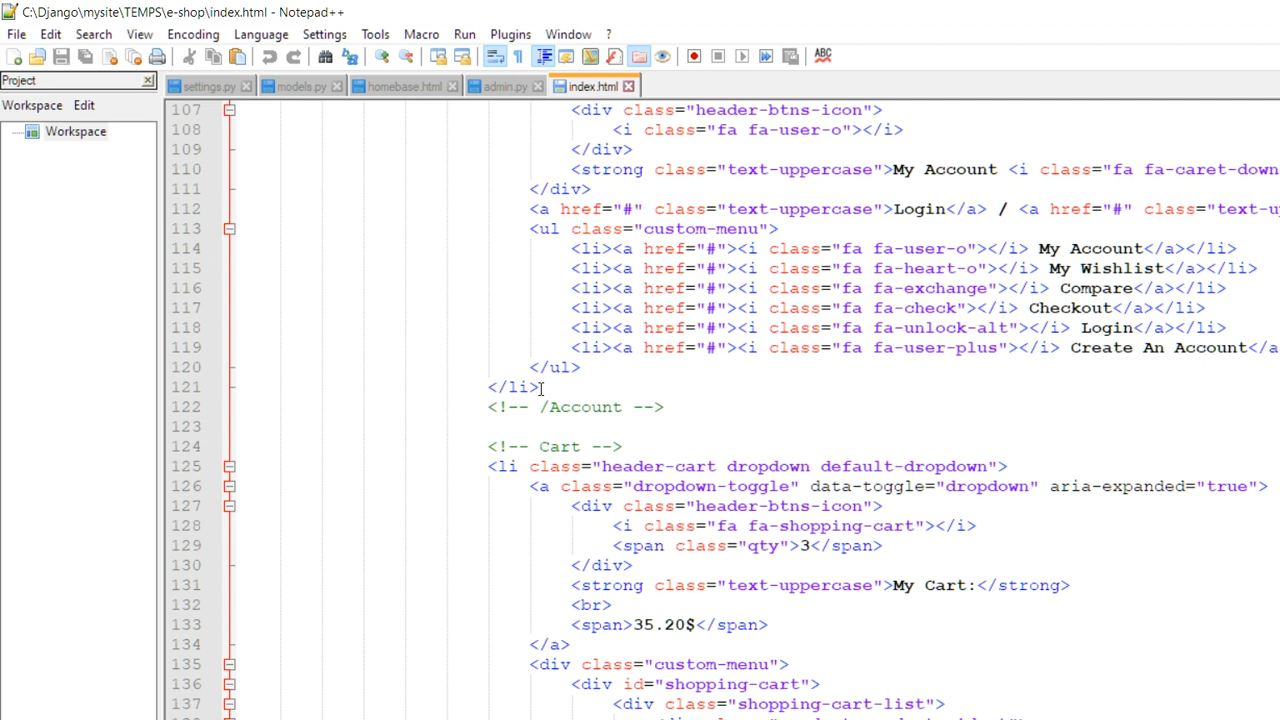 C:\Django\mysite\TEMPS\e-shop\index.html - Notepad++
File Edit Search View Encoding Language Settings Tools Macro Run Plugins Window ?
ABC
Project
settings.py models.py homebase.html admin.py index.html
Workspace Edit
Workspace
107 <div class="header-btns-icon">
108 <i class="fa fa-user-o"></i>
109 </div>
110 <strong class="text-uppercase">My Account <i class="fa fa-caret-down
111 </div>
112 <a href="#" class="text-uppercase">Login</a> / <a href="#" class="text-u
113 <ul class="custom-menu">
114 <li><a href="#"><i class="fa fa-user-o"></i> My Account</a></li>
115 <li><a href="#"><i class="fa fa-heart-o"></i> My Wishlist</a></li>
116 <li><a href="#"><i class="fa fa-exchange"></i> Compare</a></li>
117 <li><a href="#"><i class="fa fa-check"></i> Checkout</a></li>
118 <li><a href="#"><i class="fa fa-unlock-alt"></i> Login</a></li>
119 <li><a href="#"><i class="fa fa-user-plus"></i> Create An Account</a
120 </ul>
121 </li>
122 <!-- /Account -->
123
124 <!-- Cart -->
125 <li class="header-cart dropdown default-dropdown">
126 <a class="dropdown-toggle" data-toggle="dropdown" aria-expanded="true">
127 <div class="header-btns-icon">
128 <i class="fa fa-shopping-cart"></i>
129 <span class="qty">3</span>
130 </div>
131 <strong class="text-uppercase">My Cart:</strong>
132 <br>
133 <span>35.20$</span>
134 </a>
135 <div class="custom-menu">
136 <div id="shopping-cart">
137 <div class="shopping-cart-list">